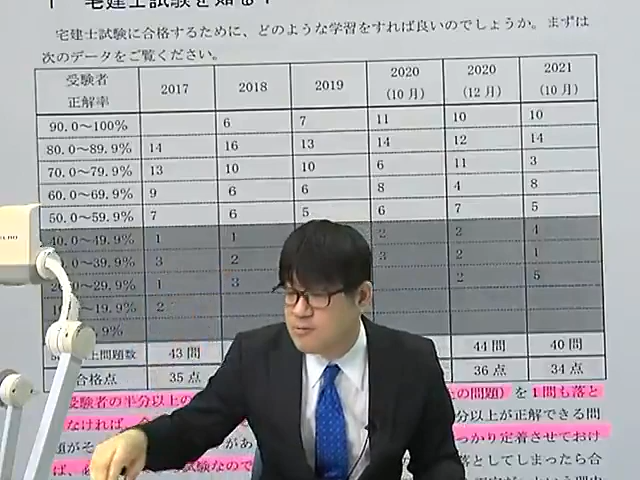 1 宅建士試験を知る！
宅建士試験に合格するために、どのような学習をすれば良いのでしょうか。まずは
次のデータをご覧ください。
受験者 正解率 2017 2018 2019 2020 (10月) 2020 (12月) 2021 (10月)
90.0～100% 6 7 11 10 10
80.0～89.9% 14 16 13 14 12 14
70.0～79.9% 13 10 10 6 11 3
60.0～69.9% 9 6 6 8 4 8
50.0～59.9% 7 6 5 6 7 5
40.0～49.9% 1 1 2 2 4
0～39.9% 3 2 3 2 1
29.9% 1 3 2 5
19.9% 2
9%
上問題数 43問 44問 40問
合格点 35点 36点 34点
受験者の半分以上の の問題）を1問も落と
なければ、 分以上が正解できる問
題がそ があ っかり定着させておけ
ば、必 試験なので 落としてしまったら合